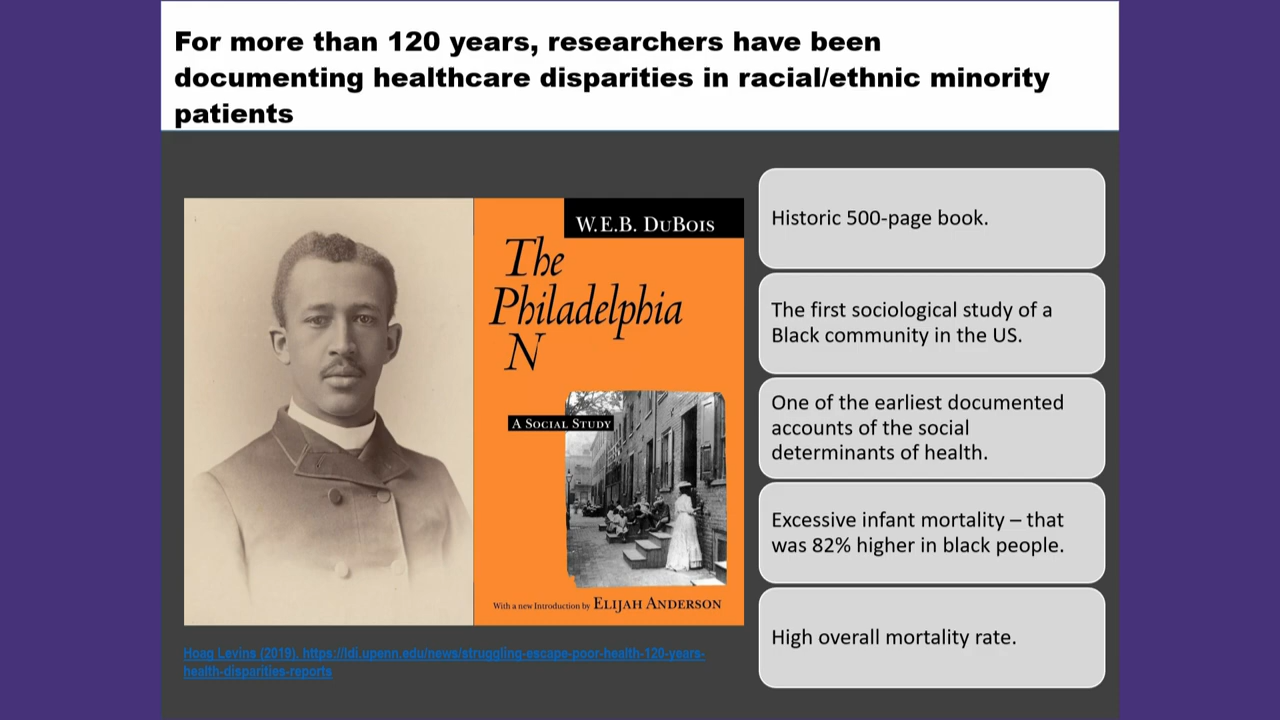 For more than 120 years, researchers have been
documenting healthcare disparities in racial/ethnic minority
patients
W.E.B. DuBois
The
Philadelphia
N
A Social Study
With a new Introduction by Elijah Anderson
Hoag Levins (2019). https://ldi.upenn.edu/news/struggling-escape-poor-health-120-years-
health-disparities-reports
Historic 500-page book.
The first sociological study of a
Black community in the US.
One of the earliest documented
accounts of the social
determinants of health.
Excessive infant mortality – that
was 82% higher in black people.
High overall mortality rate.